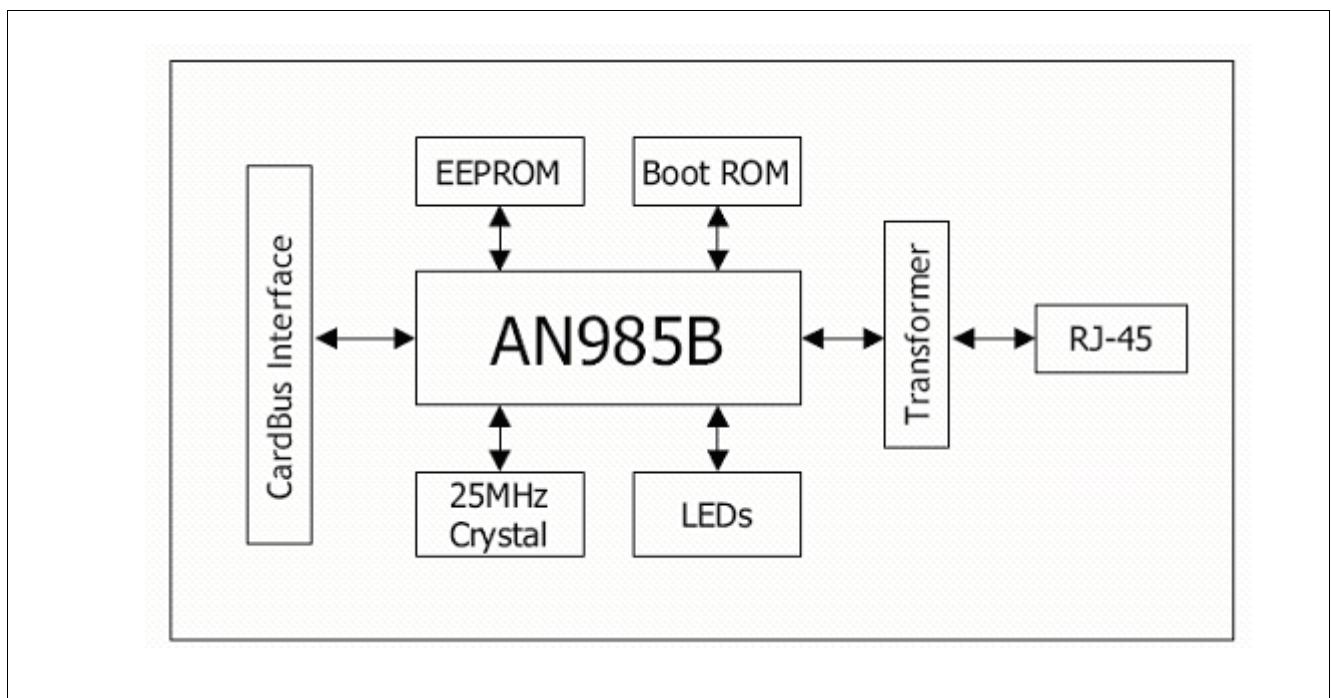 EEPROM
Boot ROM
CardBus Interface
AN985B
Transformer
RJ-45
25MHz
Crystal
LEDs